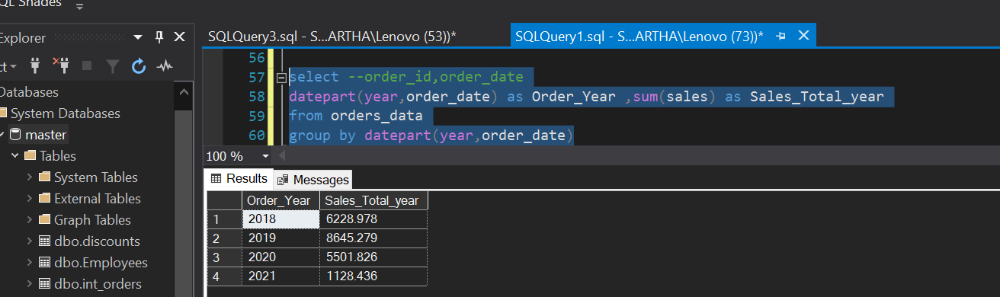 QL Shades
Explorer
SQLQuery3.sql - S...ARTHA\Lenovo (53))*
SQLQuery1.sql - S...ARTHA\Lenovo (73))*
ct
Databases
System Databases
master
Tables
System Tables
External Tables
Graph Tables
dbo.discounts
dbo.Employees
dbo.int_orders
56
57 select --order_id,order_date
58 datepart(year,order_date) as Order_Year ,sum(sales) as Sales_Total_year
59 from orders_data
60 group by datepart(year,order_date)
100 %
Results Messages
Order_Year Sales_Total_year
1 2018 6228.978
2 2019 8645.279
3 2020 5501.826
4 2021 1128.436